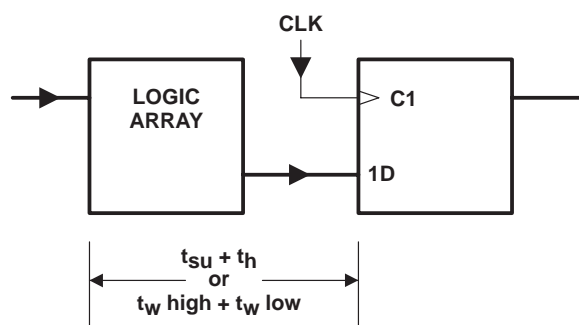 CLK
LOGIC
ARRAY
C1
1D
tsu + th
or
tw high + tw low